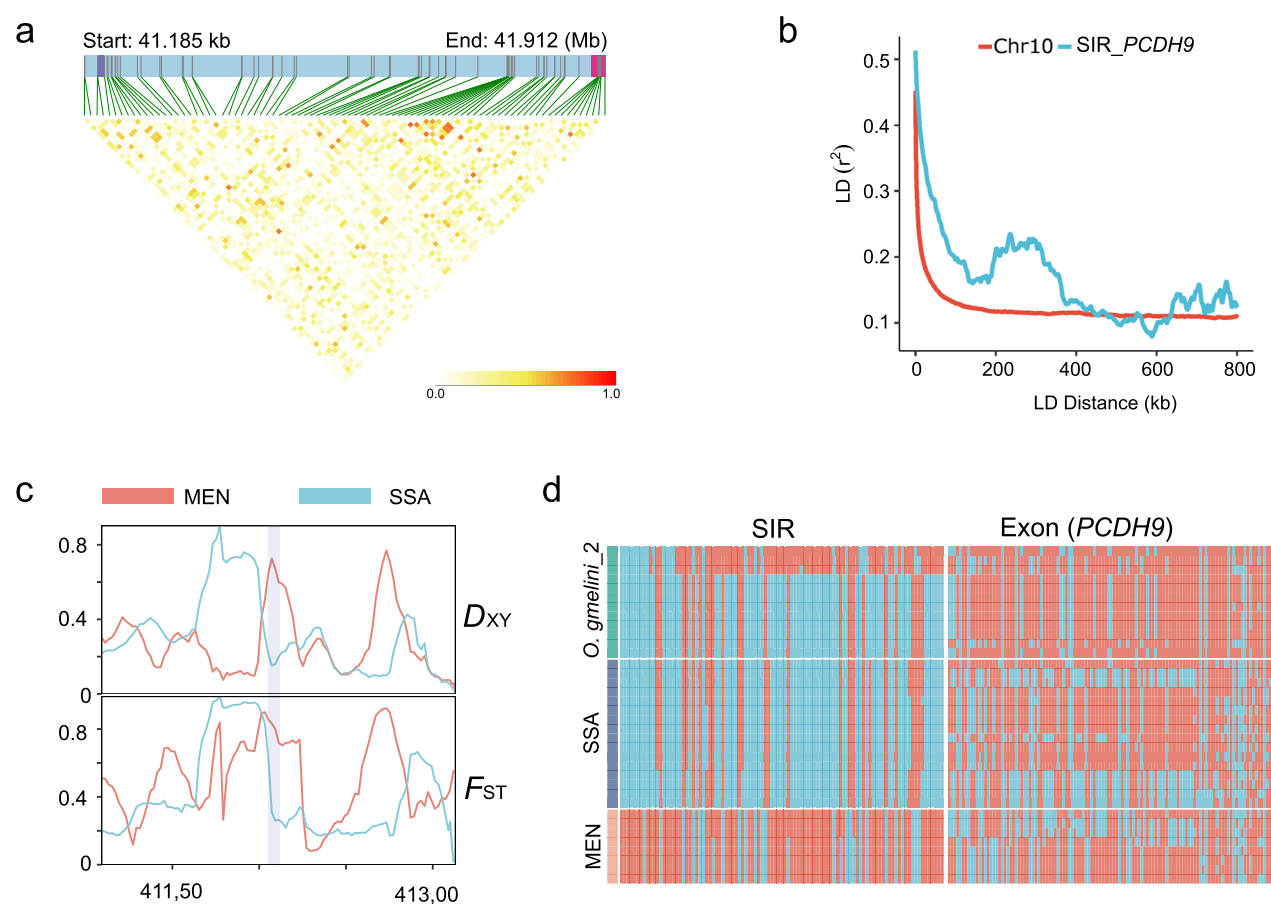 a
Start: 41.185 kb
End: 41.912 (Mb)
0.0
1.0
b
Chr10
SIR_PCDH9
0.5
0.4
0.3
0.2
0.1
LD (r²)
0
200
400
600
800
LD Distance (kb)
c
MEN
SSA
0.8
0.4
0
DXY
0.8
0.4
0
FST
411,50
413,00
d
SIR
Exon (PCDH9)
O. gmelini_2
SSA
MEN